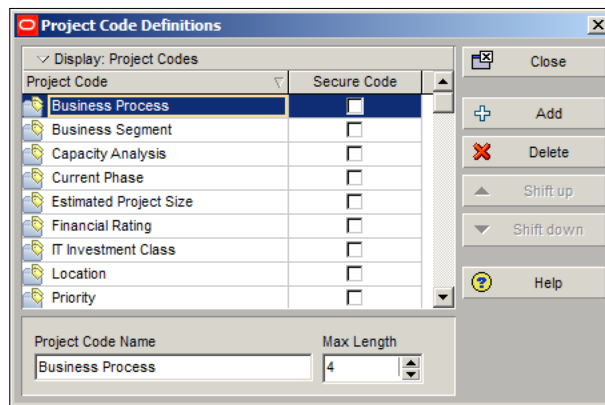 Project Code Definitions
Display: Project Codes
Project Code Secure Code
Business Process
Business Segment
Capacity Analysis
Current Phase
Estimated Project Size
Financial Rating
IT Investment Class
Location
Priority
Close
Add
Delete
Shift up
Shift down
Help
Project Code Name Max Length
Business Process 4